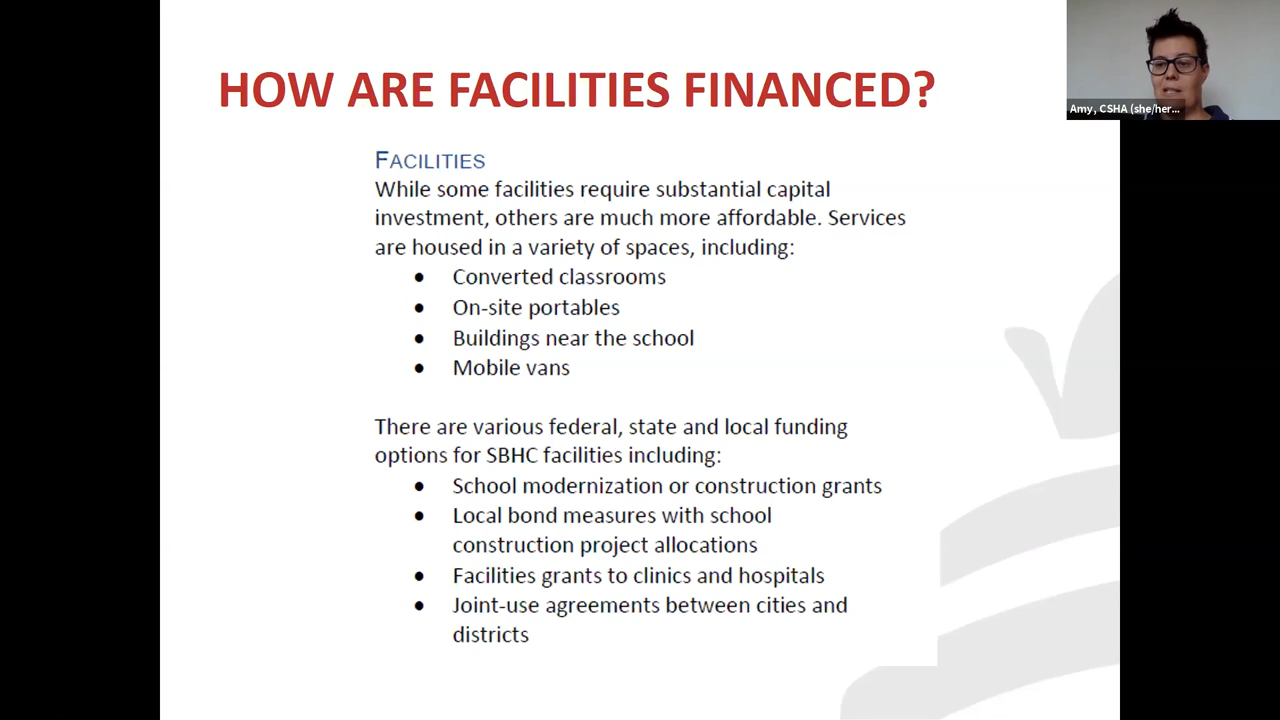 HOW ARE FACILITIES FINANCED?
Amy, CSHA (she/her...
FACILITIES
While some facilities require substantial capital
investment, others are much more affordable. Services
are housed in a variety of spaces, including:
• Converted classrooms
• On-site portables
• Buildings near the school
• Mobile vans
There are various federal, state and local funding
options for SBHC facilities including:
• School modernization or construction grants
• Local bond measures with school
construction project allocations
• Facilities grants to clinics and hospitals
• Joint-use agreements between cities and
districts